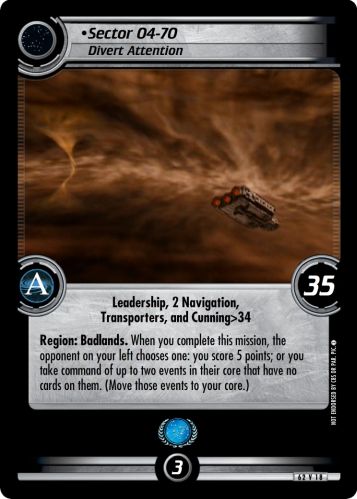 •Sector 04-70
Divert Attention
A
35
Leadership, 2 Navigation,
Transporters, and Cunning>34
Region: Badlands. When you complete this mission, the
opponent on your left chooses one: you score 5 points; or you
take command of up to two events in their core that have no
cards on them. (Move those events to your core.)
NOT ENDORSED BY CBS OR PAR. PIC.
3
62 V 18